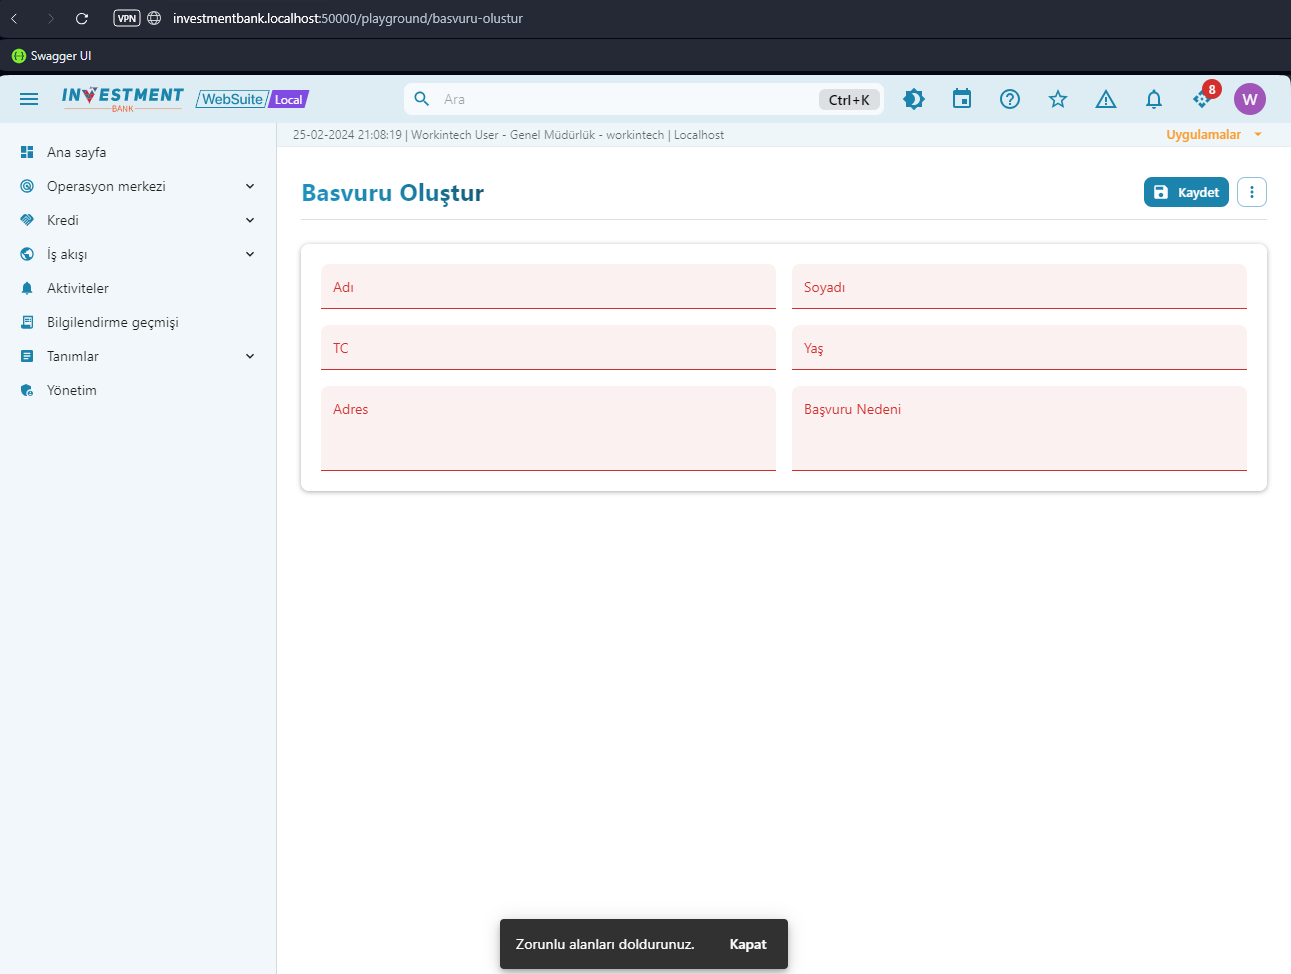 VPN investmentbank.localhost:50000/playground/basvuru-olustur
Swagger UI
INVESTMENT
BANK
WebSuite Local
Ara
Ctrl+K
8
W
25-02-2024 21:08:19 | Workintech User - Genel Müdürlük - workintech | Localhost
Uygulamalar
Ana sayfa
Operasyon merkezi
Kredi
İş akışı
Aktiviteler
Bilgilendirme geçmişi
Tanımlar
Yönetim
Basvuru Oluştur
Kaydet
Adı
Soyadı
TC
Yaş
Adres
Başvuru Nedeni
Zorunlu alanları doldurunuz.
Kapat